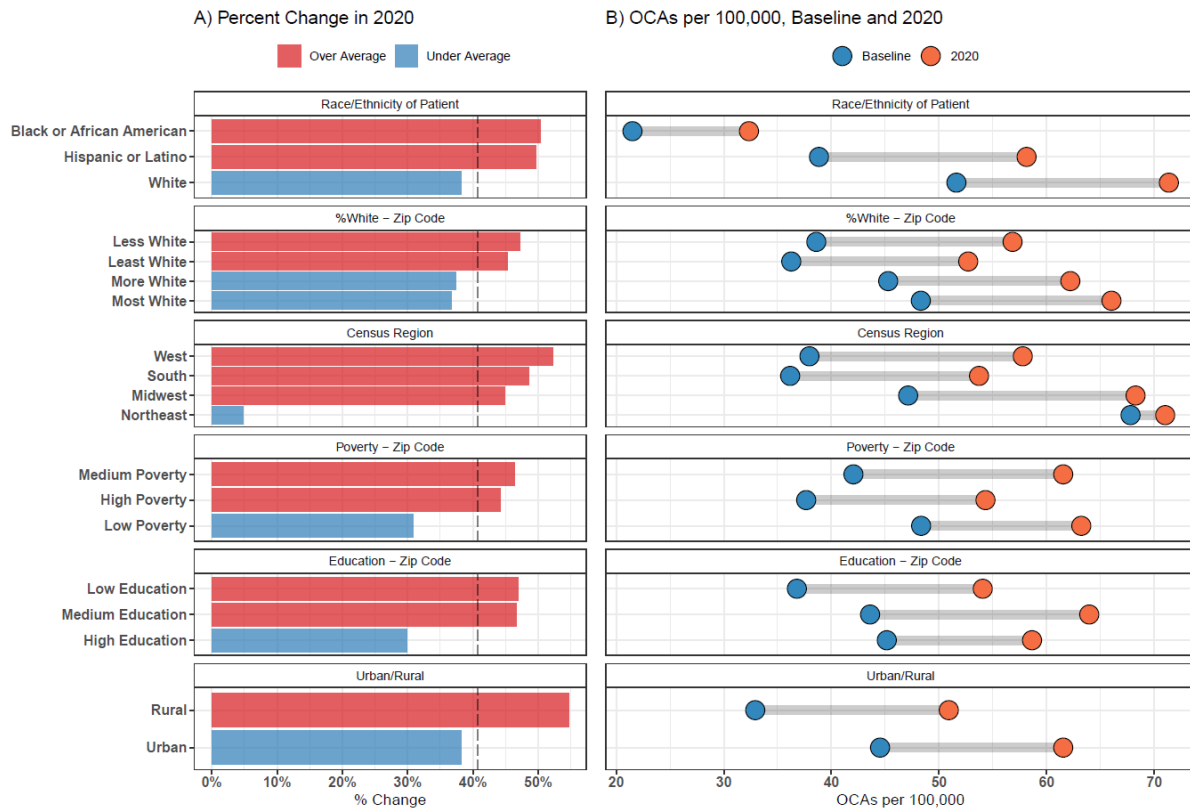 A) Percent Change in 2020
Over Average Under Average
Race/Ethnicity of Patient
Black or African American
Hispanic or Latino
White
%White − Zip Code
Less White
Least White
More White
Most White
Census Region
West
South
Midwest
Northeast
Poverty − Zip Code
Medium Poverty
High Poverty
Low Poverty
Education − Zip Code
Low Education
Medium Education
High Education
Urban/Rural
Rural
Urban
0% 10% 20% 30% 40% 50%
% Change
B) OCAs per 100,000, Baseline and 2020
Baseline 2020
Race/Ethnicity of Patient
%White − Zip Code
Census Region
Poverty − Zip Code
Education − Zip Code
Urban/Rural
20 30 40 50 60 70
OCAs per 100,000